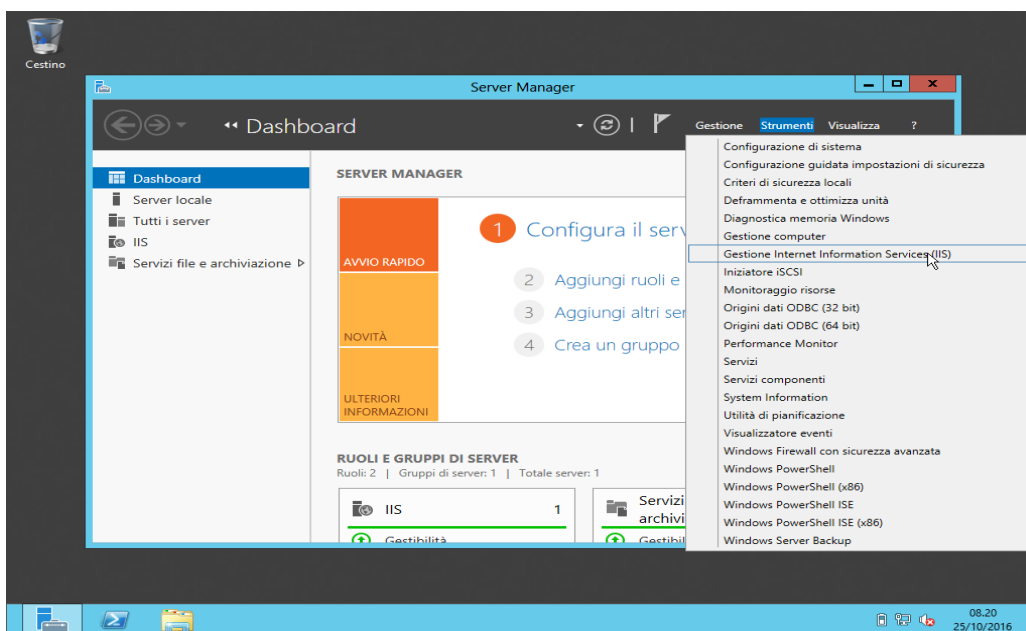 Cestino
Server Manager
Dashboard
Gestione Strumenti Visualizza ?
Dashboard
Server locale
Tutti i server
IIS
Servizi file e archiviazione
SERVER MANAGER
AVVIO RAPIDO
NOVITÀ
ULTERIORI
INFORMAZIONI
1 Configura il serv
2 Aggiungi ruoli e
3 Aggiungi altri ser
4 Crea un gruppo
RUOLI E GRUPPI DI SERVER
Ruoli: 2 | Gruppi di server: 1 | Totale server: 1
IIS 1
Gestibilità
Servizi
archivi
Gestibil
Configurazione di sistema
Configurazione guidata impostazioni di sicurezza
Criteri di sicurezza locali
Deframmenta e ottimizza unità
Diagnostica memoria Windows
Gestione computer
Gestione Internet Information Services (IIS)
Iniziatore iSCSI
Monitoraggio risorse
Origini dati ODBC (32 bit)
Origini dati ODBC (64 bit)
Performance Monitor
Servizi
Servizi componenti
System Information
Utilità di pianificazione
Visualizzatore eventi
Windows Firewall con sicurezza avanzata
Windows PowerShell
Windows PowerShell (x86)
Windows PowerShell ISE
Windows PowerShell ISE (x86)
Windows Server Backup
08.20
25/10/2016